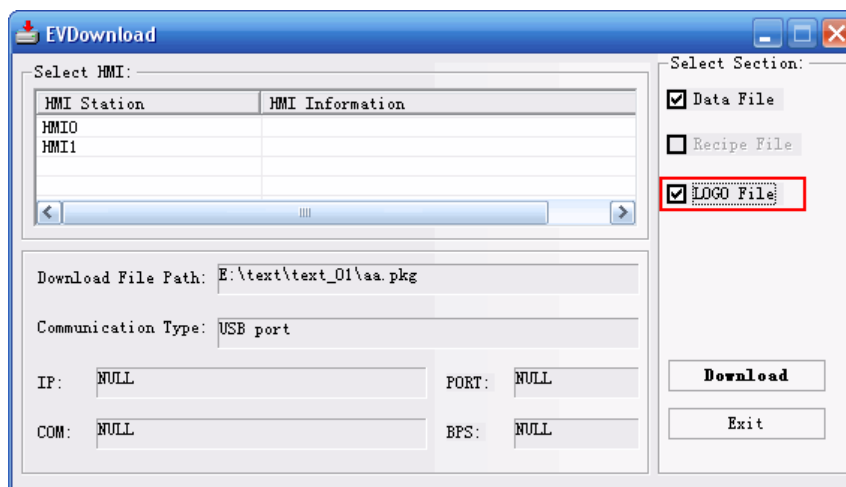 EVDownload
Select HMI:
HMI Station HMI Information
HMI0
HMI1
Download File Path: E:\text\text_01\aa.pkg
Communication Type: USB port
IP: NULL PORT: NULL
COM: NULL BPS: NULL
Select Section:
Data File
Recipe File
LOGO File
Download
Exit